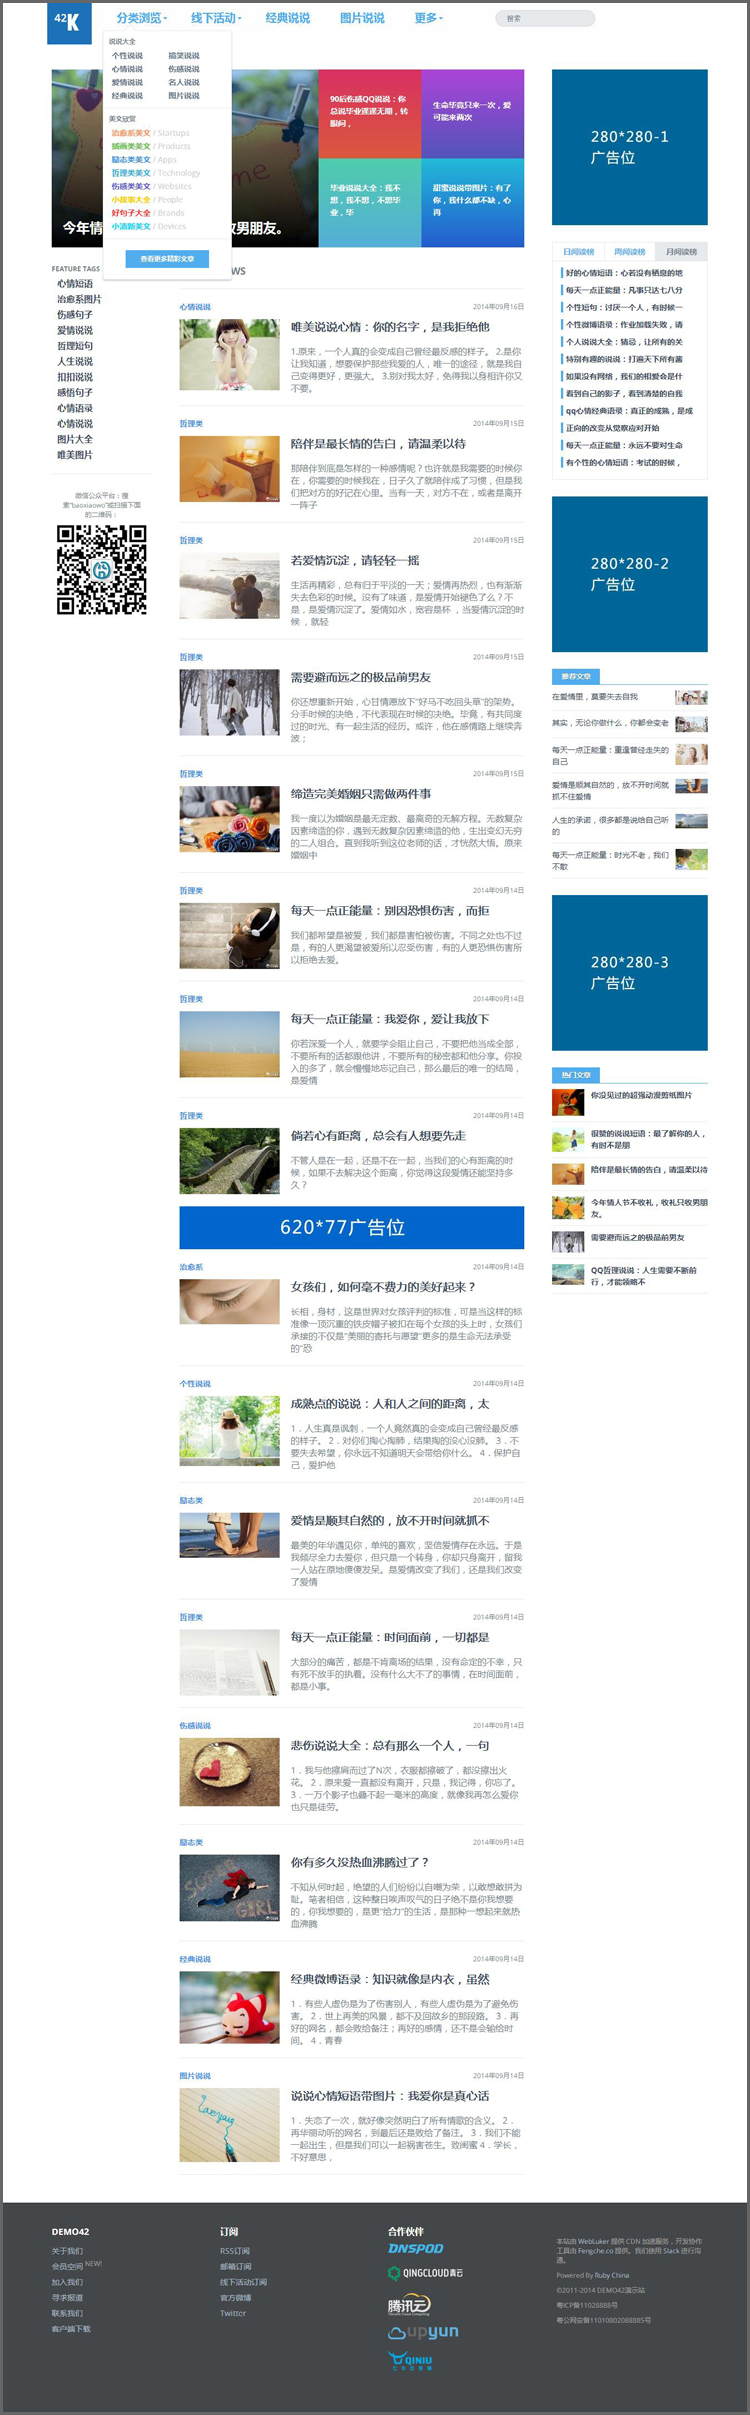 42K
分类浏览
线下活动
经典说说
图片说说
更多
搜索
说说大全
个性说说 搞笑说说
心情说说 伤感说说
爱情说说 名人说说
经典说说 图片说说
美文欣赏
治愈系美文 / Startups
插画类美文 / Products
励志类美文 / Apps
哲理类美文 / Technology
伤感类美文 / Websites
小故事大全 / People
好句子大全 / Brands
小清新美文 / Devices
查看更多精彩文章
90后伤感QQ说说：你
总说毕业遥遥无期，转
眼间，
生命毕竟只来一次，爱
可能来两次
毕业说说大全：我不
想，我不想，不想毕
业，毕
甜蜜说说带图片：有了
你，我什么都不缺，心
再
FEATURE TAGS
心情短语
治愈系图片
伤感句子
爱情说说
哲理短句
人生说说
扣扣说说
感悟句子
心情语录
心情说说
图片大全
唯美图片
微信公众平台：搜
索"baoxiaowo"或扫描下面
的二维码：
心情说说 2014年09月16日
唯美说说心情：你的名字，是我拒绝他
1.原来，一个人真的会变成自己曾经最反感的样子。 2.是你
让我知道，想要保护那些我爱的人，唯一的途径，就是我自
己变得更好，更强大。 3.别对我太好，免得我以身相许你又
不要。
哲理类 2014年09月15日
陪伴是最长情的告白，请温柔以待
那陪伴到底是怎样的一种感情呢？也许就是我需要的时候你
在，你需要的时候我在，日子久了就陪伴成了习惯，但是我
们把对方的好记在心里。当有一天，对方不在，或者是离开
一阵子
哲理类 2014年09月15日
若爱情沉淀，请轻轻一摇
生活再精彩，总有归于平淡的一天；爱情再热烈，也有渐渐
失去色彩的时候。没有了味道，是爱情开始褪色了么？不
是，是爱情沉淀了。爱情如水，宽容是杯 ，当爱情沉淀的时
候 ，就轻
哲理类 2014年09月15日
需要避而远之的极品前男友
你还想重新开始，心甘情愿放下"好马不吃回头草"的架势。
分手时候的决绝，不代表现在时候的决绝。毕竟，有共同度
过的时光、有一起生活的经历。或许，他在感情路上继续奔
波；
哲理类 2014年09月15日
缔造完美婚姻只需做两件事
我一度以为婚姻是最无定数、最离奇的无解方程。无数复杂
因素缔造的你，遇到无数复杂因素缔造的他，生出变幻无穷
的二人组合。直到我听到这位老师的话，才恍然大悟。原来
婚姻中
哲理类 2014年09月14日
每天一点正能量：别因恐惧伤害，而拒
我们都希望是被爱，我们都是害怕被伤害。不同之处也不过
是，有的人更渴望被爱所以忍受伤害，有的人更恐惧伤害所
以拒绝去爱。
哲理类 2014年09月14日
每天一点正能量：我爱你，爱让我放下
你若深爱一个人，就要学会阻止自己，不要把他当成全部，
不要所有的话都跟他讲，不要所有的秘密都和他分享。你投
入的多了，就会慢慢地忘记自己，那么最后的唯一的结局，
是爱情
哲理类 2014年09月14日
倘若心有距离，总会有人想要先走
不管人是在一起，还是不在一起，当我们的心有距离的时
候，如果不去解决这个距离，你觉得这段爱情还能坚持多
久？
620*77广告位
治愈系 2014年09月14日
女孩们，如何毫不费力的美好起来？
长相，身材，这是世界对女孩评判的标准，可是当这样的标
准像一顶沉重的铁皮帽子被扣在每个女孩的头上时，女孩们
承接的不仅是"美丽的寄托与愿望"更多的是生命无法承受
的"恐
个性说说 2014年09月14日
成熟点的说说：人和人之间的距离，太
1．人生真是讽刺，一个人竟然真的会变成自己曾经最反感
的样子。 2．对你们掏心掏肺，结果掏的没心没肺。 3．不
要失去希望，你永远不知道明天会带给你什么。 4．保护自
己，爱护他
励志类 2014年09月14日
爱情是顺其自然的，放不开时间就抓不
最美的年华遇见你，单纯的喜欢，坚信爱情存在永远。于是
我倾尽全力去爱你，但只是一个转身，你却只身离开，留我
一人站在原地傻傻发呆。是爱情改变了我们，还是我们改变
了爱情
哲理类 2014年09月14日
每天一点正能量：时间面前，一切都是
大部分的痛苦，都是不肯离场的结果，没有命定的不幸，只
有死不放手的执着。没有什么大不了的事情，在时间面前，
都是小事。
伤感说说 2014年09月14日
悲伤说说大全：总有那么一个人，一句
1．我与他擦肩而过了N次，衣服都擦破了，都没擦出火
花。 2．原来爱一直都没有离开，只是，我记得，你忘了。
3．一万个影子也叠不起一毫米的高度，就像我再怎么爱你
也只是徒劳。
励志类 2014年09月14日
你有多久没热血沸腾过了？
不知从何时起，绝望的人们纷纷以自嘲为荣，以敢想敢拼为
耻。笔者相信，这种整日唉声叹气的日子绝不是你我想要
的，你我想要的，是更"给力"的生活，是那种一想起来就热
血沸腾
经典说说 2014年09月14日
经典微博语录：知识就像是内衣，虽然
1．有些人虚伪是为了伤害别人，有些人虚伪是为了避免伤
害。 2．世上再美的风景，都不及回故乡的那段路。 3．再
好的网名，都会败给备注；再好的感情，还不是会输给时
间。 4．青春
图片说说 2014年09月14日
说说心情短语带图片：我爱你是真心话
1．失恋了一次，就好像突然明白了所有情歌的含义。 2．
再华丽动听的网名，到最后还是败给了备注。 3．我们不能
一起出生，但是我们可以一起祸害苍生。致闺蜜 4．学长，
不好意思，
280*280-1
广告位
日阅读榜 周阅读榜 月阅读榜
好的心情短语：心若没有栖息的地
每天一点正能量：凡事只达七八分
个性短句：讨厌一个人，有时候一
个性微博语录：作业加载失败，请
个人说说大全：猜忌，让所有的关
特别有趣的说说：打遍天下所有酱
如果没有网络，我们的相爱会是什
看到自己的影子，看到清楚的自我
qq心情经典语录：真正的成熟，是成
正向的改变从觉察应对开始
每天一点正能量：永远不要对生命
有个性的心情短语：考试的时候，
280*280-2
广告位
推荐文章
在爱情里，莫要失去自我
其实，无论你做什么，你都会变老
每天一点正能量：重逢曾经走失的
自己
爱情是顺其自然的，放不开时间就
抓不住爱情
人生的承诺，很多都是说给自己听
的
每天一点正能量：时光不老，我们
不散
280*280-3
广告位
热门文章
你没见过的超强动漫剪纸图片
很赞的说说短语：最了解你的人，
有时不是朋
陪伴是最长情的告白，请温柔以待
今年情人节不收礼，收礼只收男朋
友。
需要避而远之的极品前男友
QQ哲理说说：人生需要不断前
行，才能领略不
DEMO42
关于我们
会员空间 NEW!
加入我们
寻求报道
联系我们
客户端下载
订阅
RSS订阅
邮箱订阅
线下活动订阅
官方微博
Twitter
合作伙伴
DNSPOD
QINGCLOUD青云
腾讯云
upyun
QINIU
本站由 WebLuker 提供 CDN 加速服务，开发协作
工具由 Fengche.co 提供。我们使用 Slack 进行沟
通。
Powered By Ruby China
©2011-2014 DEMO42演示站
粤ICP备11028888号
粤公网安备11010802088885号